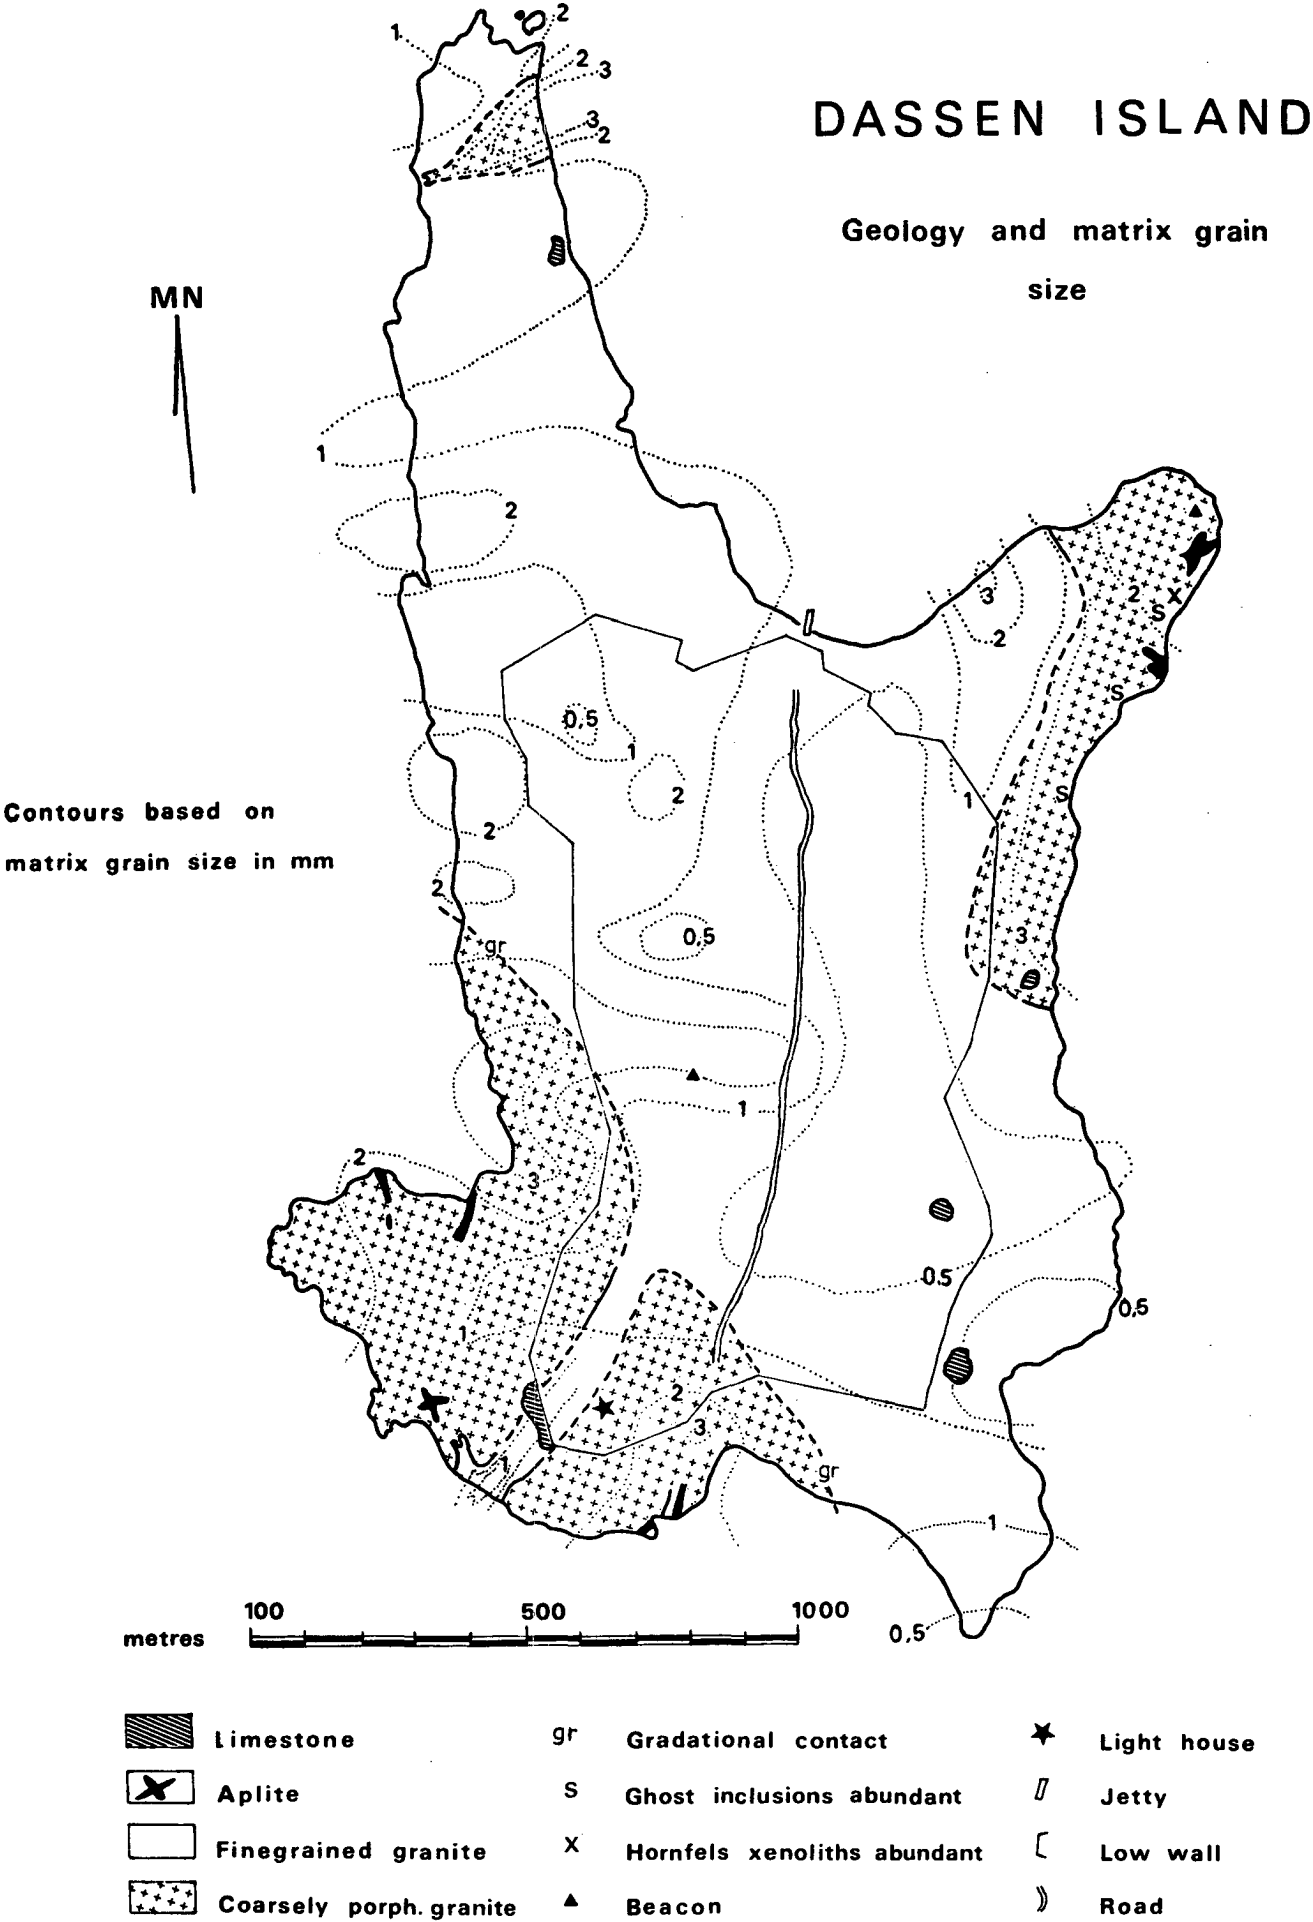 DASSEN ISLAND
Geology and matrix grain
size
MN
Contours based on
matrix grain size in mm
1
2
2
3
3
2
1
2
3
2
2
X
S
S
0,5
1
2
2
1
S
2
0,5
3
gr
1
2
3
0.5
0,5
1
2
3
1
gr
1
0,5
100 500 1000
metres
Limestone
Aplite
Finegrained granite
Coarsely porph. granite
gr Gradational contact
S Ghost inclusions abundant
X Hornfels xenoliths abundant
Beacon
Light house
Jetty
Low wall
Road